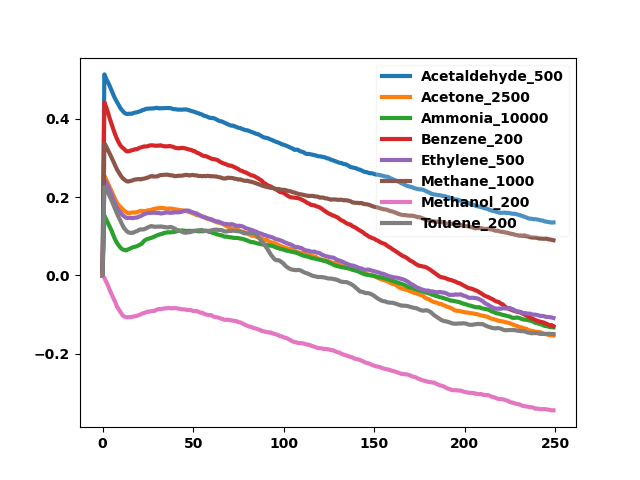 Acetaldehyde_500
Acetone_2500
Ammonia_10000
Benzene_200
Ethylene_500
Methane_1000
Methanol_200
Toluene_200
0.4
0.2
0.0
−0.2
0 50 100 150 200 250